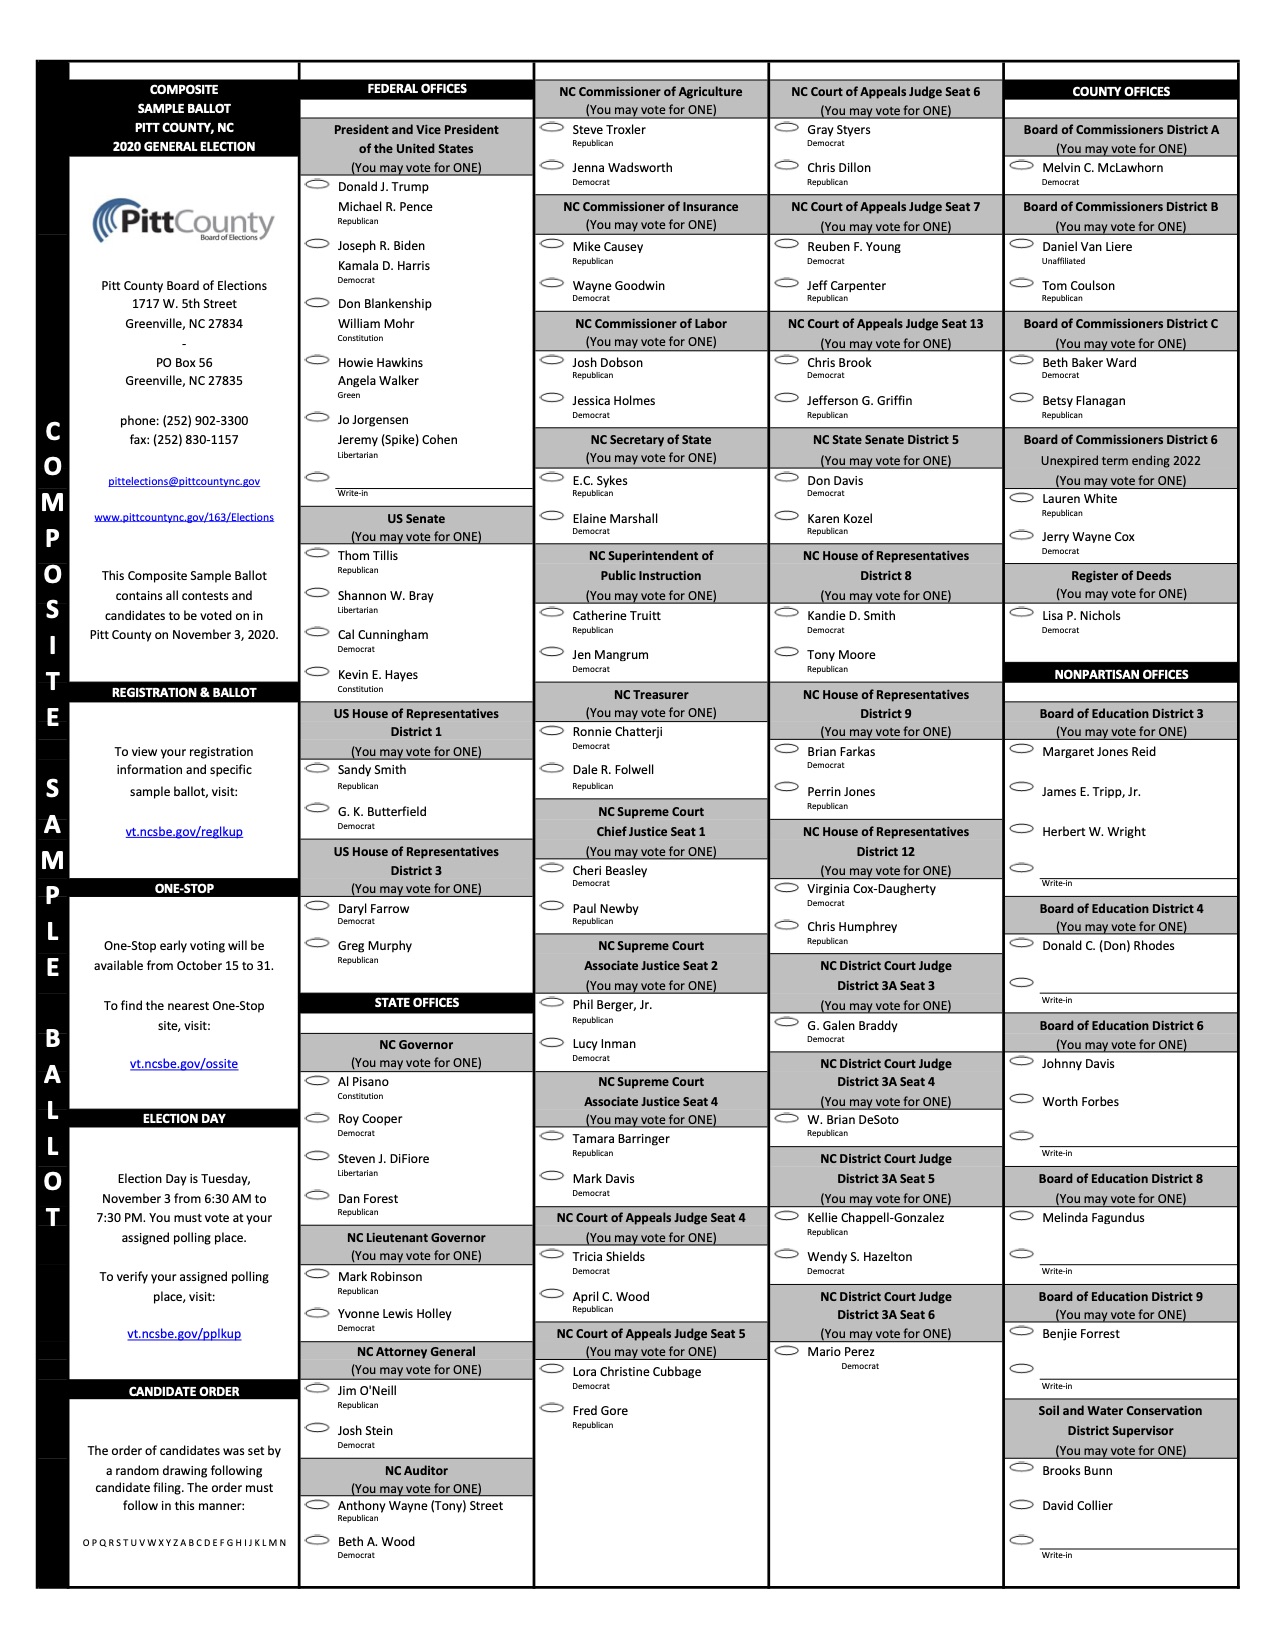 COMPOSITE SAMPLE BALLOT
COMPOSITE
SAMPLE BALLOT
PITT COUNTY, NC
2020 GENERAL ELECTION
PittCounty
Board of Elections
Pitt County Board of Elections
1717 W. 5th Street
Greenville, NC 27834
-
PO Box 56
Greenville, NC 27835
phone: (252) 902-3300
fax: (252) 830-1157
pittelections@pittcountync.gov
www.pittcountync.gov/163/Elections
This Composite Sample Ballot
contains all contests and
candidates to be voted on in
Pitt County on November 3, 2020.
REGISTRATION & BALLOT
To view your registration
information and specific
sample ballot, visit:
vt.ncsbe.gov/reglkup
ONE-STOP
One-Stop early voting will be
available from October 15 to 31.
To find the nearest One-Stop
site, visit:
vt.ncsbe.gov/ossite
ELECTION DAY
Election Day is Tuesday,
November 3 from 6:30 AM to
7:30 PM. You must vote at your
assigned polling place.
To verify your assigned polling
place, visit:
vt.ncsbe.gov/pplkup
CANDIDATE ORDER
The order of candidates was set by
a random drawing following
candidate filing. The order must
follow in this manner:
O P Q R S T U V W X Y Z A B C D E F G H I J K L M N
FEDERAL OFFICES
President and Vice President
of the United States
(You may vote for ONE)
Donald J. Trump
Michael R. Pence
Republican
Joseph R. Biden
Kamala D. Harris
Democrat
Don Blankenship
William Mohr
Constitution
Howie Hawkins
Angela Walker
Green
Jo Jorgensen
Jeremy (Spike) Cohen
Libertarian
Write-in
US Senate
(You may vote for ONE)
Thom Tillis
Republican
Shannon W. Bray
Libertarian
Cal Cunningham
Democrat
Kevin E. Hayes
Constitution
US House of Representatives
District 1
(You may vote for ONE)
Sandy Smith
Republican
G. K. Butterfield
Democrat
US House of Representatives
District 3
(You may vote for ONE)
Daryl Farrow
Democrat
Greg Murphy
Republican
STATE OFFICES
NC Governor
(You may vote for ONE)
Al Pisano
Constitution
Roy Cooper
Democrat
Steven J. DiFiore
Libertarian
Dan Forest
Republican
NC Lieutenant Governor
(You may vote for ONE)
Mark Robinson
Republican
Yvonne Lewis Holley
Democrat
NC Attorney General
(You may vote for ONE)
Jim O'Neill
Republican
Josh Stein
Democrat
NC Auditor
(You may vote for ONE)
Anthony Wayne (Tony) Street
Republican
Beth A. Wood
Democrat
NC Commissioner of Agriculture
(You may vote for ONE)
Steve Troxler
Republican
Jenna Wadsworth
Democrat
NC Commissioner of Insurance
(You may vote for ONE)
Mike Causey
Republican
Wayne Goodwin
Democrat
NC Commissioner of Labor
(You may vote for ONE)
Josh Dobson
Republican
Jessica Holmes
Democrat
NC Secretary of State
(You may vote for ONE)
E.C. Sykes
Republican
Elaine Marshall
Democrat
NC Superintendent of
Public Instruction
(You may vote for ONE)
Catherine Truitt
Republican
Jen Mangrum
Democrat
NC Treasurer
(You may vote for ONE)
Ronnie Chatterji
Democrat
Dale R. Folwell
Republican
NC Supreme Court
Chief Justice Seat 1
(You may vote for ONE)
Cheri Beasley
Democrat
Paul Newby
Republican
NC Supreme Court
Associate Justice Seat 2
(You may vote for ONE)
Phil Berger, Jr.
Republican
Lucy Inman
Democrat
NC Supreme Court
Associate Justice Seat 4
(You may vote for ONE)
Tamara Barringer
Republican
Mark Davis
Democrat
NC Court of Appeals Judge Seat 4
(You may vote for ONE)
Tricia Shields
Democrat
April C. Wood
Republican
NC Court of Appeals Judge Seat 5
(You may vote for ONE)
Lora Christine Cubbage
Democrat
Fred Gore
Republican
NC Court of Appeals Judge Seat 6
(You may vote for ONE)
Gray Styers
Democrat
Chris Dillon
Republican
NC Court of Appeals Judge Seat 7
(You may vote for ONE)
Reuben F. Young
Democrat
Jeff Carpenter
Republican
NC Court of Appeals Judge Seat 13
(You may vote for ONE)
Chris Brook
Democrat
Jefferson G. Griffin
Republican
NC State Senate District 5
(You may vote for ONE)
Don Davis
Democrat
Karen Kozel
Republican
NC House of Representatives
District 8
(You may vote for ONE)
Kandie D. Smith
Democrat
Tony Moore
Republican
NC House of Representatives
District 9
(You may vote for ONE)
Brian Farkas
Democrat
Perrin Jones
Republican
NC House of Representatives
District 12
(You may vote for ONE)
Virginia Cox-Daugherty
Democrat
Chris Humphrey
Republican
NC District Court Judge
District 3A Seat 3
(You may vote for ONE)
G. Galen Braddy
Democrat
NC District Court Judge
District 3A Seat 4
(You may vote for ONE)
W. Brian DeSoto
Republican
NC District Court Judge
District 3A Seat 5
(You may vote for ONE)
Kellie Chappell-Gonzalez
Republican
Wendy S. Hazelton
Democrat
NC District Court Judge
District 3A Seat 6
(You may vote for ONE)
Mario Perez
Democrat
COUNTY OFFICES
Board of Commissioners District A
(You may vote for ONE)
Melvin C. McLawhorn
Democrat
Board of Commissioners District B
(You may vote for ONE)
Daniel Van Liere
Unaffiliated
Tom Coulson
Republican
Board of Commissioners District C
(You may vote for ONE)
Beth Baker Ward
Democrat
Betsy Flanagan
Republican
Board of Commissioners District 6
Unexpired term ending 2022
(You may vote for ONE)
Lauren White
Republican
Jerry Wayne Cox
Democrat
Register of Deeds
(You may vote for ONE)
Lisa P. Nichols
Democrat
NONPARTISAN OFFICES
Board of Education District 3
(You may vote for ONE)
Margaret Jones Reid
James E. Tripp, Jr.
Herbert W. Wright
Write-in
Board of Education District 4
(You may vote for ONE)
Donald C. (Don) Rhodes
Write-in
Board of Education District 6
(You may vote for ONE)
Johnny Davis
Worth Forbes
Write-in
Board of Education District 8
(You may vote for ONE)
Melinda Fagundus
Write-in
Board of Education District 9
(You may vote for ONE)
Benjie Forrest
Write-in
Soil and Water Conservation
District Supervisor
(You may vote for ONE)
Brooks Bunn
David Collier
Write-in